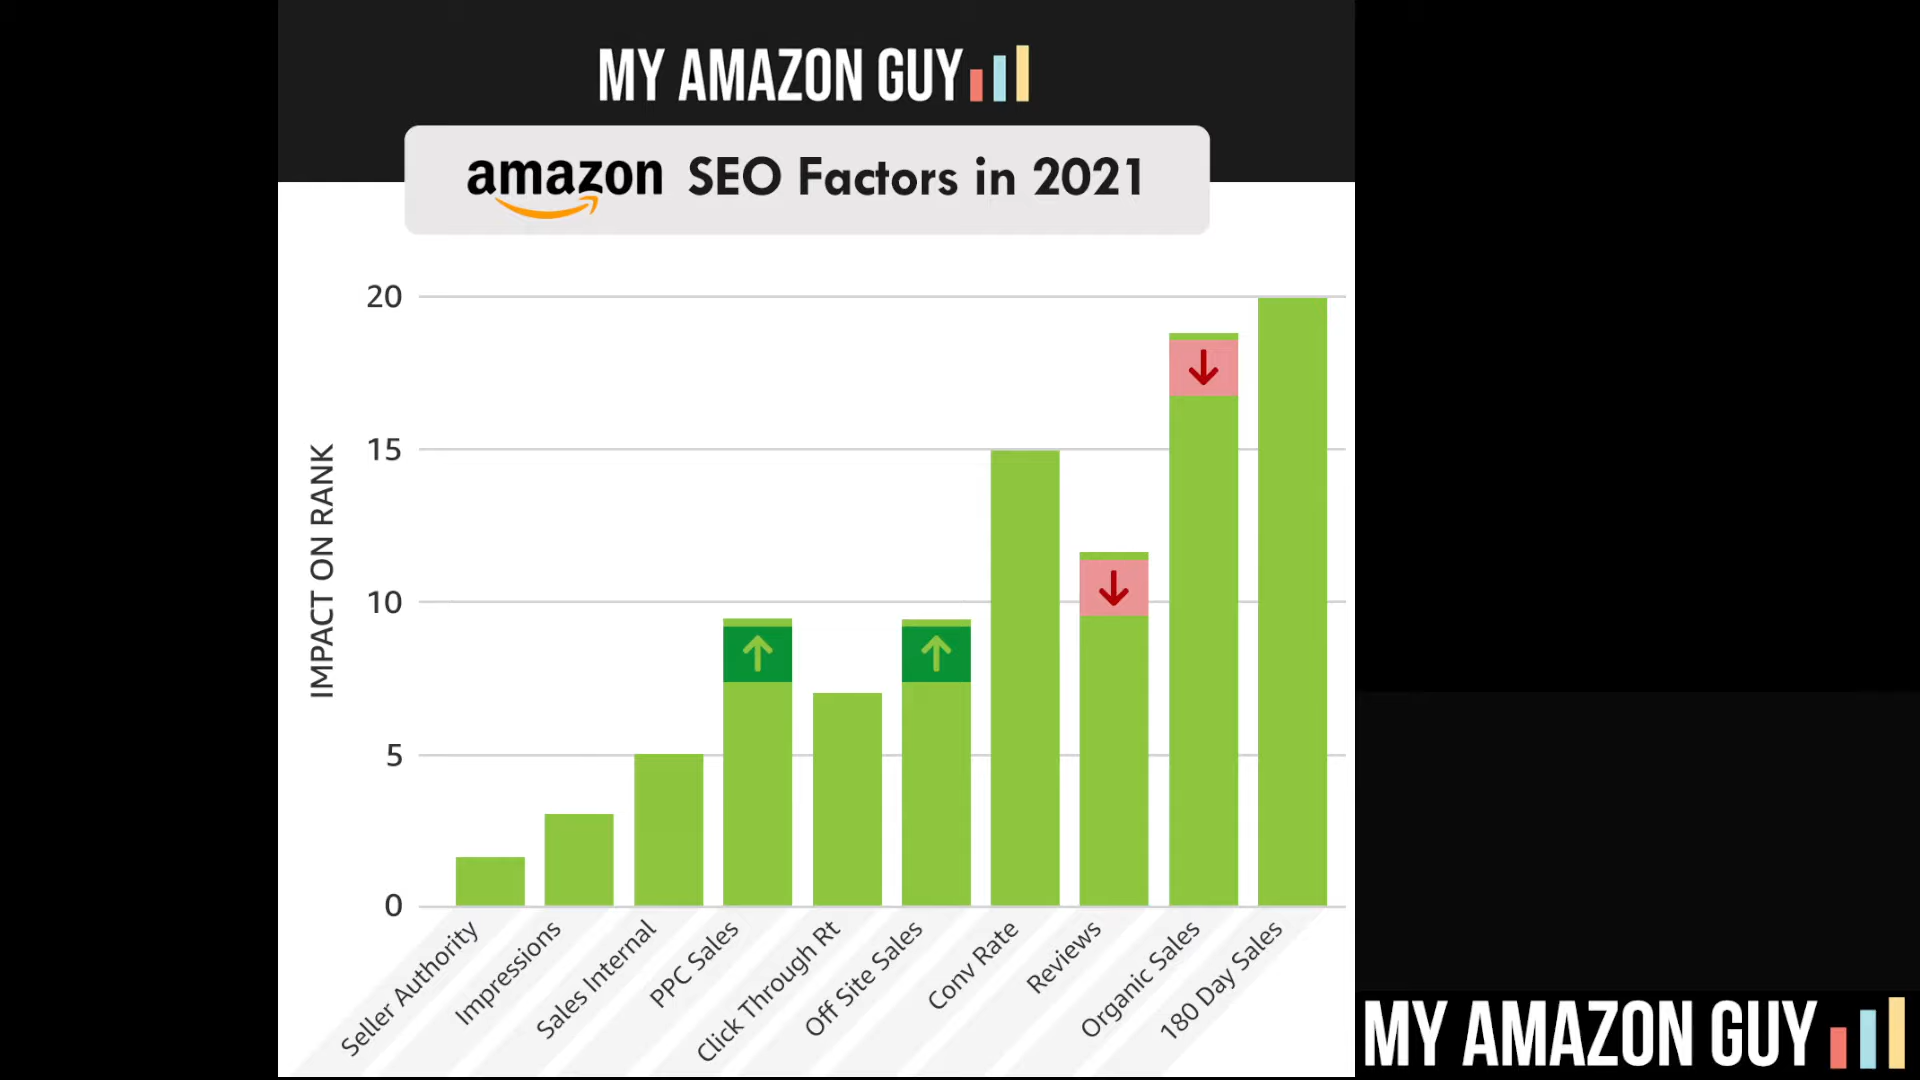 MY AMAZON GUY
amazon SEO Factors in 2021
20
15
10
5
0
IMPACT ON RANK
Seller Authority
Impressions
Sales Internal
PPC Sales
Click Through Rt
Off Site Sales
Conv Rate
Reviews
Organic Sales
180 Day Sales
MY AMAZON GUY